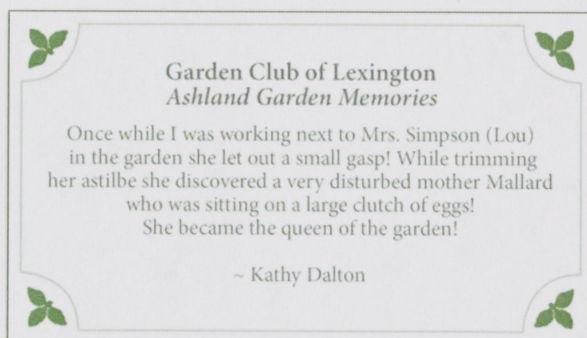 Garden Club of Lexington
Ashland Garden Memories
Once while I was working next to Mrs. Simpson (Lou)
in the garden she let out a small gasp! While trimming
her astilbe she discovered a very disturbed mother Mallard
who was sitting on a large clutch of eggs!
She became the queen of the garden!
~ Kathy Dalton